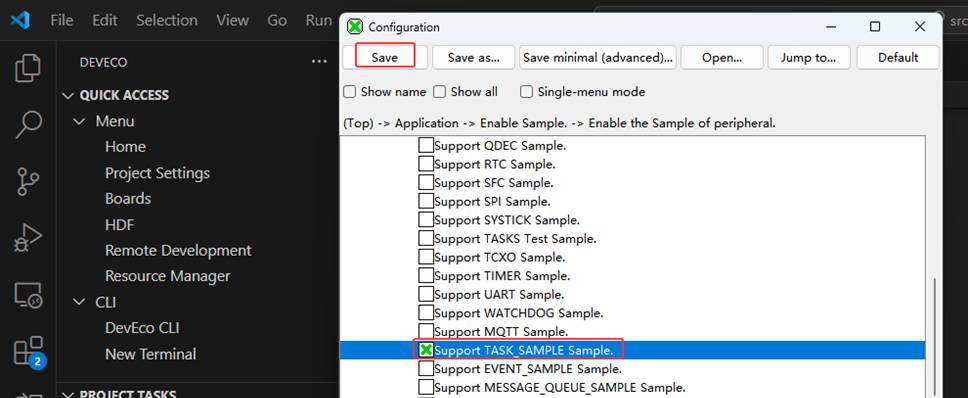 File Edit Selection View Go Run
src
DEVECO
QUICK ACCESS
Menu
Home
Project Settings
Boards
HDF
Remote Development
Resource Manager
CLI
DevEco CLI
New Terminal
PROJECT TASKS
2
Configuration
Save Save as... Save minimal (advanced)... Open... Jump to... Default
Show name Show all Single-menu mode
(Top) -> Application -> Enable Sample. -> Enable the Sample of peripheral.
Support QDEC Sample.
Support RTC Sample.
Support SFC Sample.
Support SPI Sample.
Support SYSTICK Sample.
Support TASKS Test Sample.
Support TCXO Sample.
Support TIMER Sample.
Support UART Sample.
Support WATCHDOG Sample.
Support MQTT Sample.
Support TASK_SAMPLE Sample.
Support EVENT_SAMPLE Sample.
Support MESSAGE_QUEUE_SAMPLE Sample.